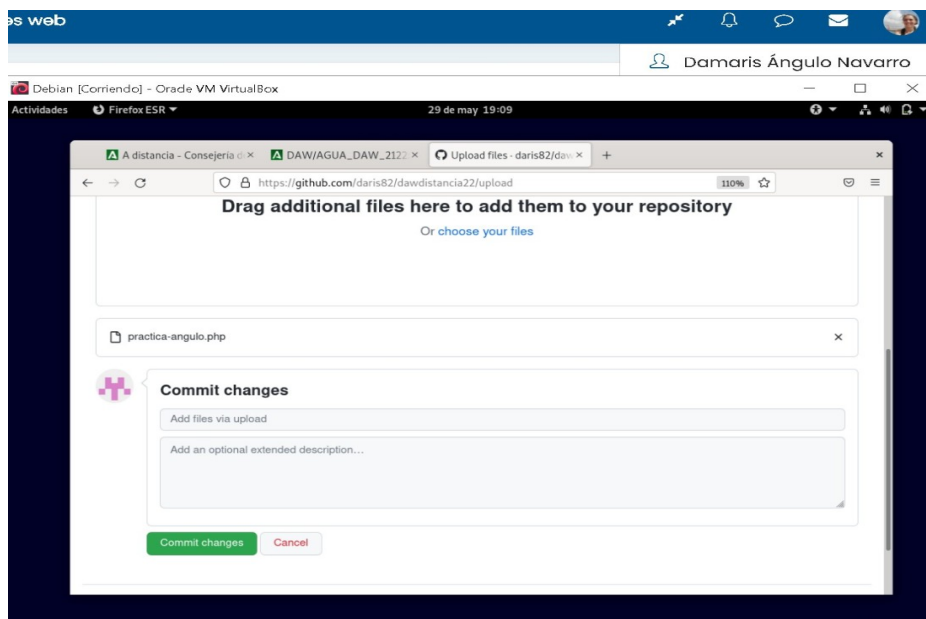 es web
Damaris Ángulo Navarro
Debian [Corriendo] - Oracle VM VirtualBox
Actividades Firefox ESR 29 de may 19:09
A distancia - Consejería d DAW/AGUA_DAW_2122 Upload files · daris82/daw
https://github.com/daris82/dawdistancia22/upload 110%
Drag additional files here to add them to your repository
Or choose your files
practica-angulo.php
Commit changes
Add files via upload
Add an optional extended description...
Commit changes Cancel